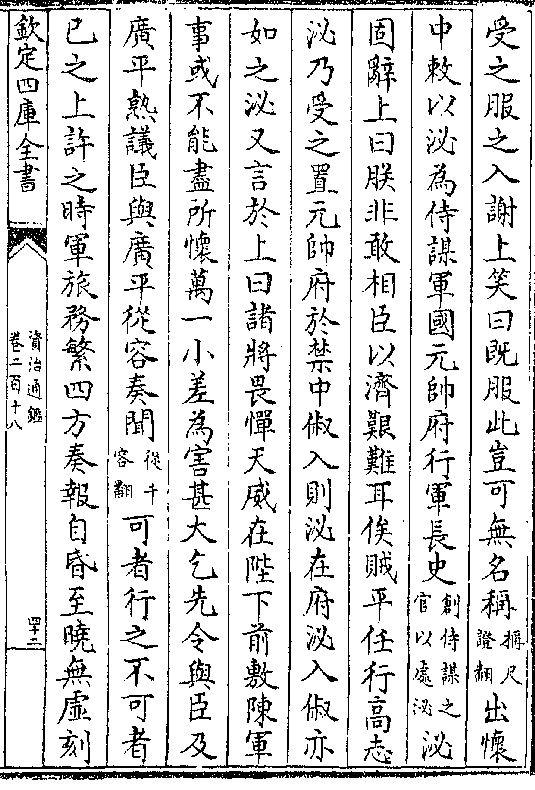 受之服之入謝上笑曰既服此豈可無名稱稱尺證翻出懷
中敕以泌為侍謀軍國元帥府行軍長史創侍謀之官以處泌泌
固辭上曰朕非敢相臣以濟艱難耳俟賊平任行高志
泌乃受之置元帥府於禁中俶入則泌在府泌入俶亦
如之泌又言於上曰諸將畏憚天威在陛下前敷陳軍
事或不能盡所懷萬一小差為害甚大乞先令與臣及
廣平熟議臣與廣平從容奏聞從千容翻可者行之不可者
已之上許之時軍旅務繁四方奏報自昏至曉無虛刻
欽定四庫全書
資治通鑑
卷二百十八
四十二